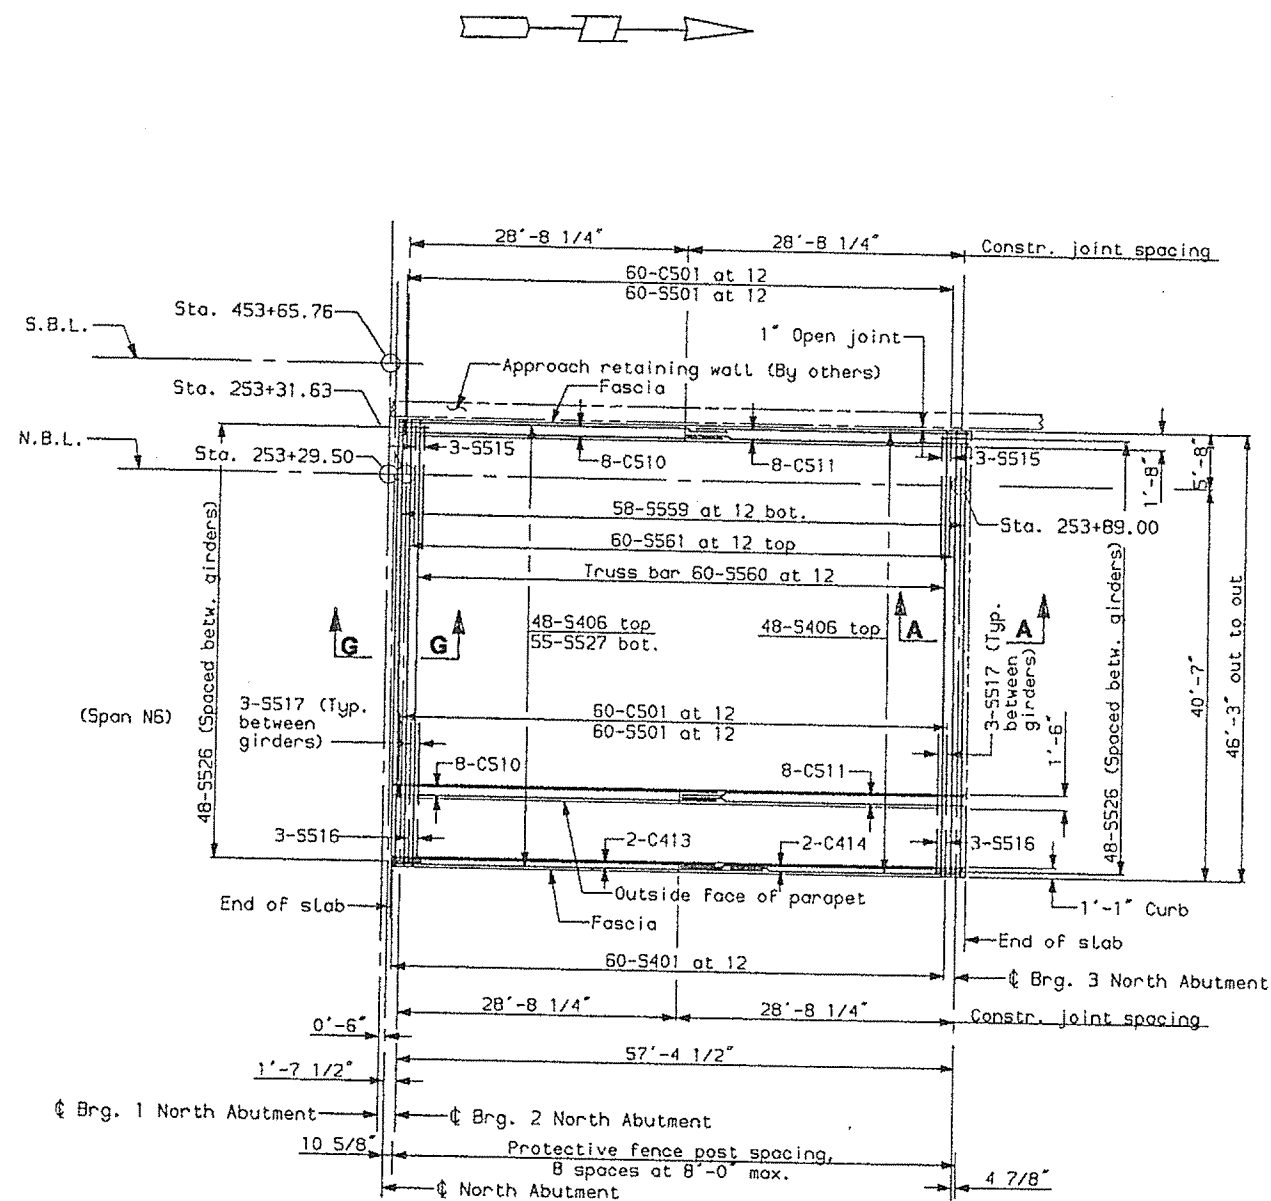 28'-8 1/4"
28'-8 1/4"
Constr. joint spacing
60-C501 at 12
60-S501 at 12
Sta. 453+65.76
S.B.L.
1" Open joint
Approach retaining wall (By others)
Fascia
Sta. 253+31.63
N.B.L.
Sta. 253+29.50
3-S515
8-C510
8-C511
3-S515
1'-8"
5'-8"
58-S559 at 12 bot.
Sta. 253+89.00
60-S561 at 12 top
Truss bar 60-S560 at 12
48-S526 (Spaced betw. girders)
G
G
48-S406 top
55-S527 bot.
48-S406 top
A
A
3-S517 (Typ.
between
girders)
48-S526 (Spaced betw. girders)
40'-7"
46'-3" out to out
(Span N6)
3-S517 (Typ.
between
girders)
60-C501 at 12
60-S501 at 12
1'-6"
8-C510
8-C511
3-S516
2-C413
2-C414
3-S516
Outside face of parapet
End of slab
Fascia
1'-1" Curb
End of slab
60-S401 at 12
₵ Brg. 3 North Abutment
28'-8 1/4"
28'-8 1/4"
Constr. joint spacing
0'-6"
57'-4 1/2"
1'-7 1/2"
₵ Brg. 1 North Abutment
₵ Brg. 2 North Abutment
10 5/8"
Protective fence post spacing,
8 spaces at 8'-0" max.
4 7/8"
₵ North Abutment